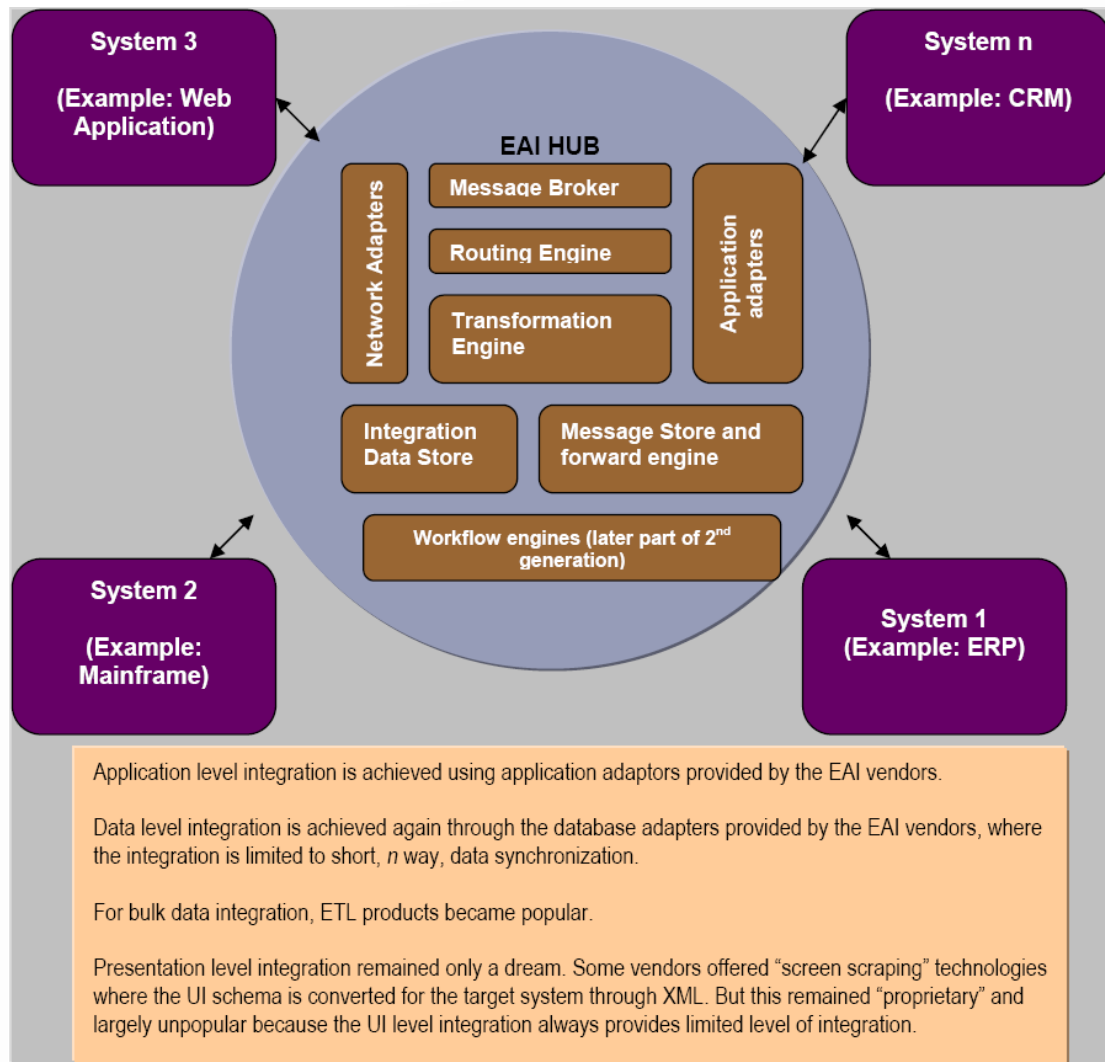 System 3
(Example: Web
Application)
System n
(Example: CRM)
EAI HUB
Network Adapters
Message Broker
Routing Engine
Transformation
Engine
Application
adapters
Integration
Data Store
Message Store and
forward engine
Workflow engines (later part of 2nd
generation)
System 2
(Example:
Mainframe)
System 1
(Example: ERP)
Application level integration is achieved using application adaptors provided by the EAI vendors.
Data level integration is achieved again through the database adapters provided by the EAI vendors, where
the integration is limited to short, n way, data synchronization.
For bulk data integration, ETL products became popular.
Presentation level integration remained only a dream. Some vendors offered “screen scraping” technologies
where the UI schema is converted for the target system through XML. But this remained “proprietary” and
largely unpopular because the UI level integration always provides limited level of integration.